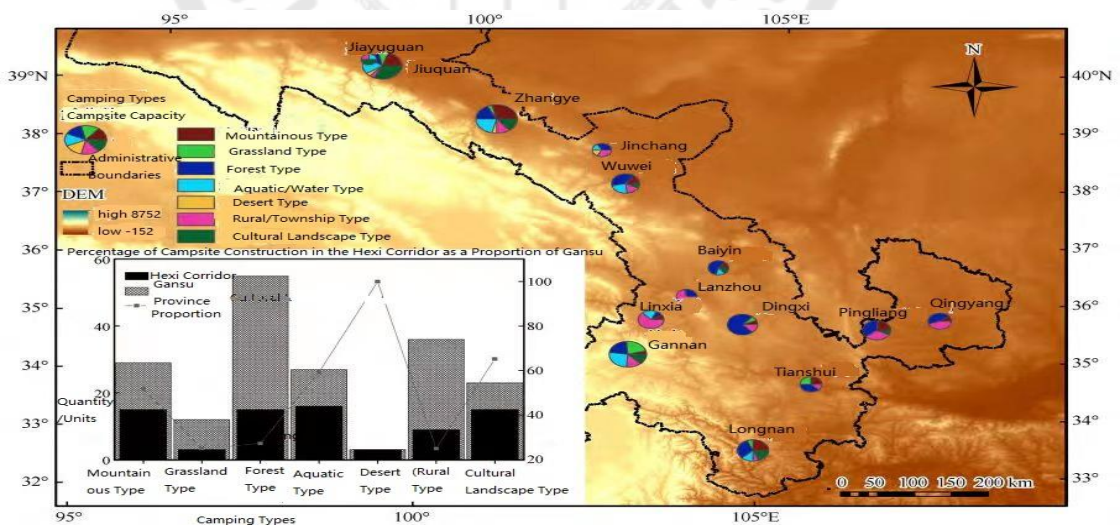 95° 100° 105°
39°N
38°
37°
36°
35°
34°
33°
32°
40°N
39°
38°
37°
36°
35°
34°
33°
N
Camping Types
Campsite Capacity
Administrative
Boundaries
DEM
high 8752
low -152
Mountainous Type
Grassland Type
Forest Type
Aquatic/Water Type
Desert Type
Rural/Township Type
Cultural Landscape Type
Jiayuguan
Jiuquan
Zhangye
Jinchang
Wuwei
Baiyin
Lanzhou
Linxia
Dingxi
Gannan
Pingliang
Qingyang
Tianshui
Longnan
Percentage of Campsite Construction in the Hexi Corridor as a Proportion of Gansu
Hexi Corridor
Gansu
Province
Proportion
60
40
20
0
100
80
60
40
20
Quantity
/Units
Mountain
ous Type
Grassland
Type
Forest
Type
Aquatic
Type
Desert
Type
(Rural
Type
Cultural
Landscape Type
Camping Types
0 50 100 150 200 km
95° 100° 105°E